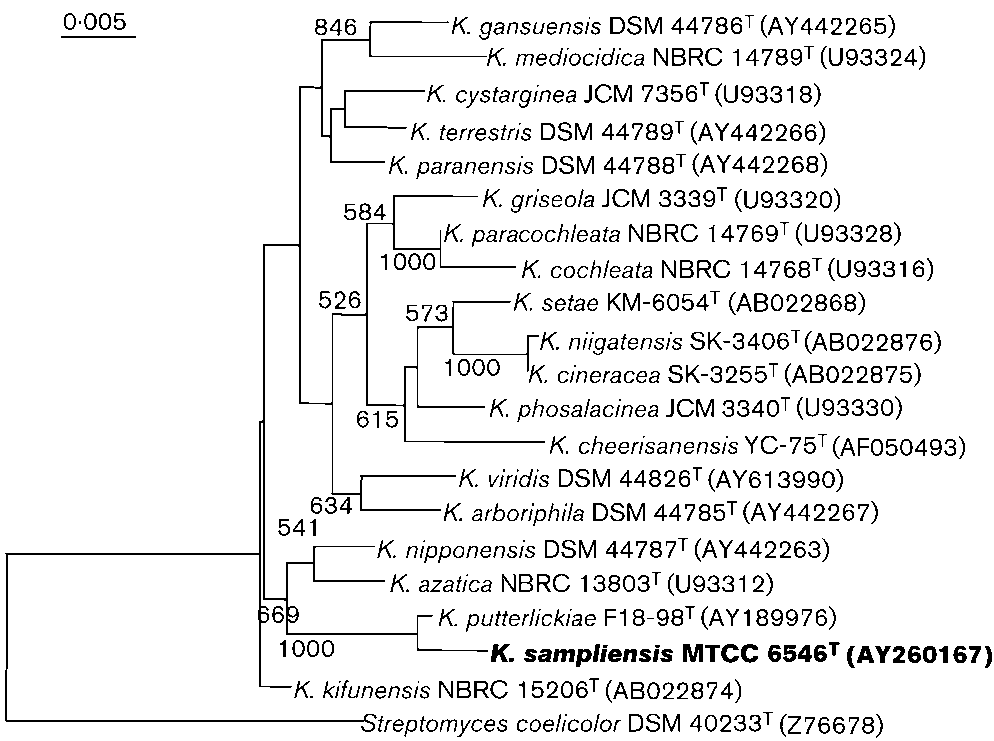 0·005
846
K. gansuensis DSM 44786ᵀ (AY442265)
K. mediocidica NBRC 14789ᵀ (U93324)
K. cystarginea JCM 7356ᵀ (U93318)
K. terrestris DSM 44789ᵀ (AY442266)
K. paranensis DSM 44788ᵀ (AY442268)
K. griseola JCM 3339ᵀ (U93320)
584
K. paracochleata NBRC 14769ᵀ (U93328)
1000
K. cochleata NBRC 14768ᵀ (U93316)
526
K. setae KM-6054ᵀ (AB022868)
573
K. niigatensis SK-3406ᵀ (AB022876)
1000
K. cineracea SK-3255ᵀ (AB022875)
K. phosalacinea JCM 3340ᵀ (U93330)
615
K. cheerisanensis YC-75ᵀ (AF050493)
K. viridis DSM 44826ᵀ (AY613990)
634
K. arboriphila DSM 44785ᵀ (AY442267)
541
K. nipponensis DSM 44787ᵀ (AY442263)
K. azatica NBRC 13803ᵀ (U93312)
669
K. putterlickiae F18-98ᵀ (AY189976)
1000
K. sampliensis MTCC 6546ᵀ (AY260167)
K. kifunensis NBRC 15206ᵀ (AB022874)
Streptomyces coelicolor DSM 40233ᵀ (Z76678)